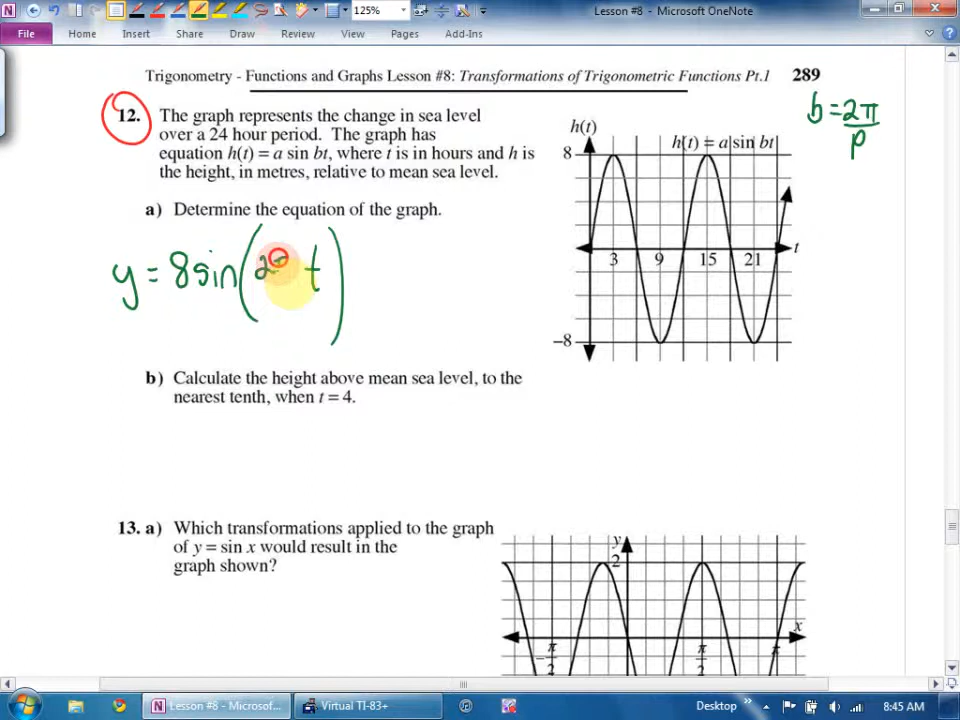 125%
Lesson #8 - Microsoft OneNote
File Home Insert Share Draw Review View Pages Add-Ins
Trigonometry - Functions and Graphs Lesson #8: Transformations of Trigonometric Functions Pt.1 289
b = 2π
p
12. The graph represents the change in sea level
over a 24 hour period. The graph has
equation h(t) = a sin bt, where t is in hours and h is
the height, in metres, relative to mean sea level.
h(t)
h(t) = a sin bt
8
t
3 9 15 21
-8
a) Determine the equation of the graph.
y = 8sin( t)
b) Calculate the height above mean sea level, to the
nearest tenth, when t = 4.
13. a) Which transformations applied to the graph
of y = sin x would result in the
graph shown?
y
2
x
-π/2 π/2 π
Lesson #8 - Microsof... Virtual TI-83+ Desktop » 8:45 AM